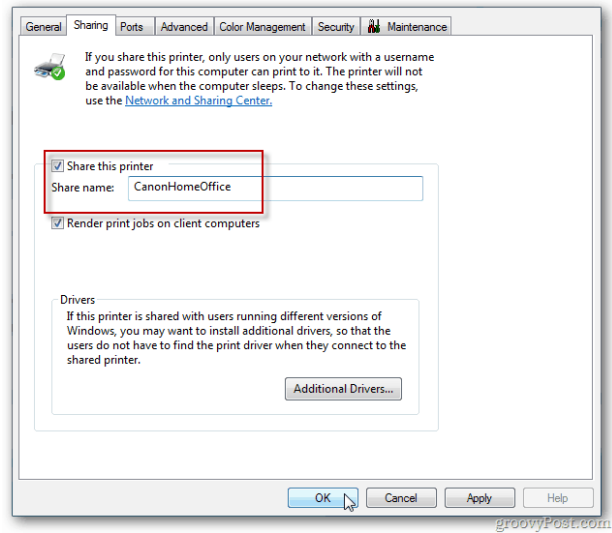 General Sharing Ports Advanced Color Management Security Maintenance
If you share this printer, only users on your network with a username
and password for this computer can print to it. The printer will not
be available when the computer sleeps. To change these settings,
use the Network and Sharing Center.
Share this printer
Share name: CanonHomeOffice
Render print jobs on client computers
Drivers
If this printer is shared with users running different versions of
Windows, you may want to install additional drivers, so that the
users do not have to find the print driver when they connect to the
shared printer.
Additional Drivers...
OK Cancel Apply Help
groovyPost.com